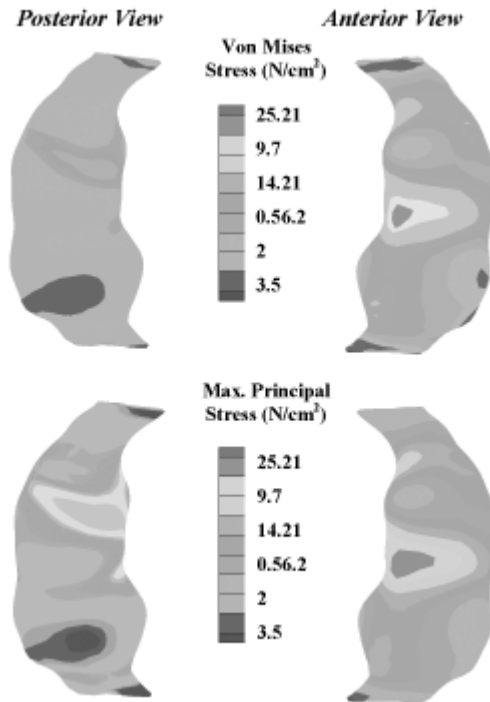 Posterior View
Anterior View
Von Mises
Stress (N/cm²)
25.21
9.7
14.21
0.56.2
2
3.5
Max. Principal
Stress (N/cm²)
25.21
9.7
14.21
0.56.2
2
3.5